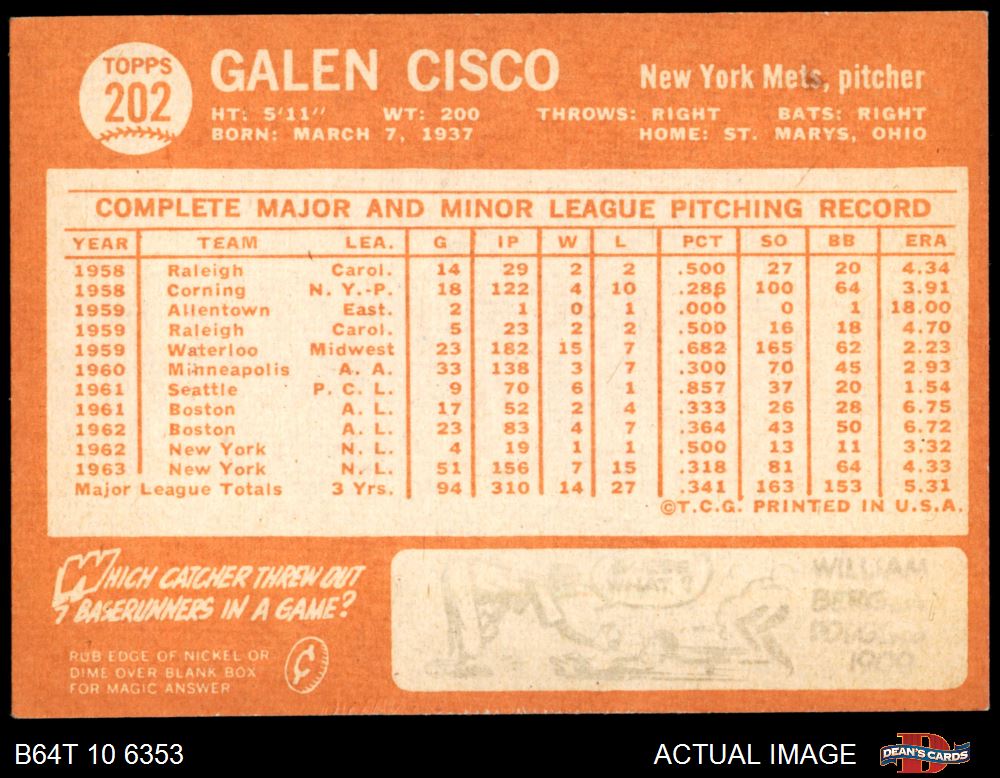 TOPPS
202
GALEN CISCO
New York Mets, pitcher
HT: 5'11" WT: 200 THROWS: RIGHT BATS: RIGHT
BORN: MARCH 7, 1937 HOME: ST. MARYS, OHIO
COMPLETE MAJOR AND MINOR LEAGUE PITCHING RECORD
YEAR TEAM LEA. G IP W L PCT SO BB ERA
1958 Raleigh Carol. 14 29 2 2 .500 27 20 4.34
1958 Corning N. Y.-P. 18 122 4 10 .286 100 64 3.91
1959 Allentown East. 2 1 0 1 .000 0 1 18.00
1959 Raleigh Carol. 5 23 2 2 .500 16 18 4.70
1959 Waterloo Midwest 23 182 15 7 .682 165 62 2.23
1960 Minneapolis A. A. 33 138 3 7 .300 70 45 2.93
1961 Seattle P. C. L. 9 70 6 1 .857 37 20 1.54
1961 Boston A. L. 17 52 2 4 .333 26 28 6.75
1962 Boston A. L. 23 83 4 7 .364 43 50 6.72
1962 New York N. L. 4 19 1 1 .500 13 11 3.32
1963 New York N. L. 51 156 7 15 .318 81 64 4.33
Major League Totals 3 Yrs. 94 310 14 27 .341 163 153 5.31
©T.C.G. PRINTED IN U.S.A.
WHICH CATCHER THREW OUT
7 BASERUNNERS IN A GAME?
RUB EDGE OF NICKEL OR
DIME OVER BLANK BOX
FOR MAGIC ANSWER
¢
WHAT?
WILLIAM
BERG
1909
B64T 10 6353
ACTUAL IMAGE
DEAN'S CARDS